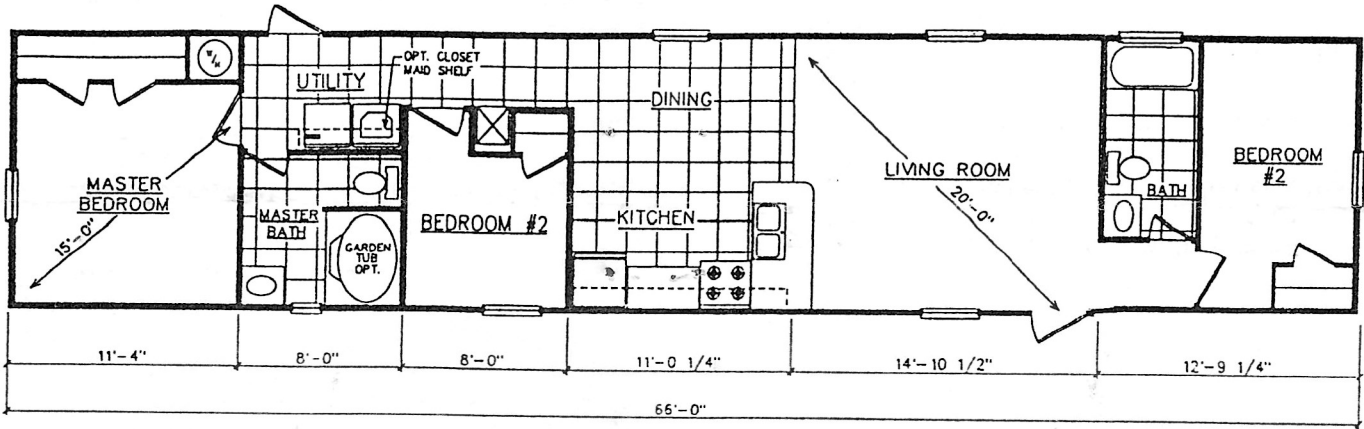 W/H
OPT. CLOSET
MAID SHELF
UTILITY
DINING
MASTER
BEDROOM
15'-0"
MASTER
BATH
GARDEN
TUB
OPT.
BEDROOM #2
KITCHEN
LIVING ROOM
20'-0"
BATH
BEDROOM
#2
11'-4"
8'-0"
8'-0"
11'-0 1/4"
14'-10 1/2"
12'-9 1/4"
66'-0"